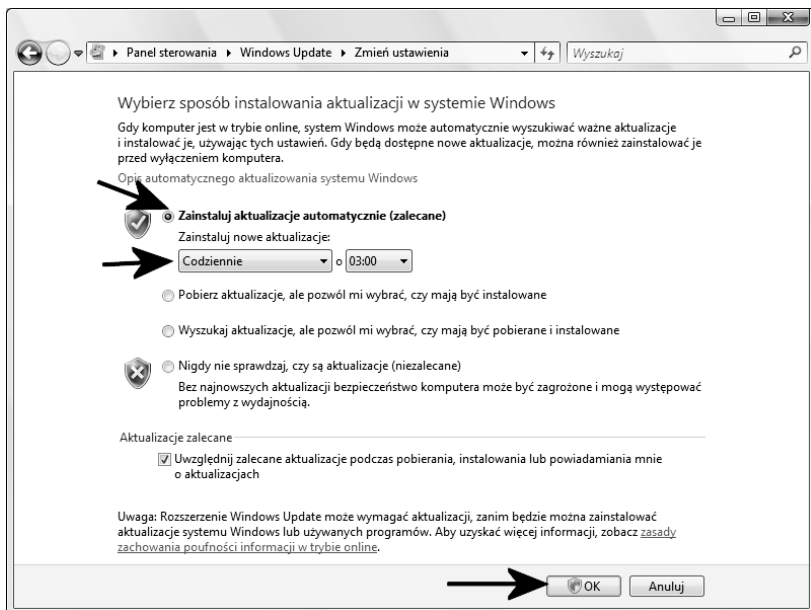 Panel sterowania ▸ Windows Update ▸ Zmień ustawienia
Wyszukaj
Wybierz sposób instalowania aktualizacji w systemie Windows
Gdy komputer jest w trybie online, system Windows może automatycznie wyszukiwać ważne aktualizacje
i instalować je, używając tych ustawień. Gdy będą dostępne nowe aktualizacje, można również zainstalować je
przed wyłączeniem komputera.
Opis automatycznego aktualizowania systemu Windows
Zainstaluj aktualizacje automatycznie (zalecane)
Zainstaluj nowe aktualizacje:
Codziennie o 03:00
Pobierz aktualizacje, ale pozwól mi wybrać, czy mają być instalowane
Wyszukaj aktualizacje, ale pozwól mi wybrać, czy mają być pobierane i instalowane
Nigdy nie sprawdzaj, czy są aktualizacje (niezalecane)
Bez najnowszych aktualizacji bezpieczeństwo komputera może być zagrożone i mogą występować
problemy z wydajnością.
Aktualizacje zalecane
Uwzględnij zalecane aktualizacje podczas pobierania, instalowania lub powiadamiania mnie
o aktualizacjach
Uwaga: Rozszerzenie Windows Update może wymagać aktualizacji, zanim będzie można zainstalować
aktualizacje systemu Windows lub używanych programów. Aby uzyskać więcej informacji, zobacz zasady
zachowania poufności informacji w trybie online.
OK Anuluj